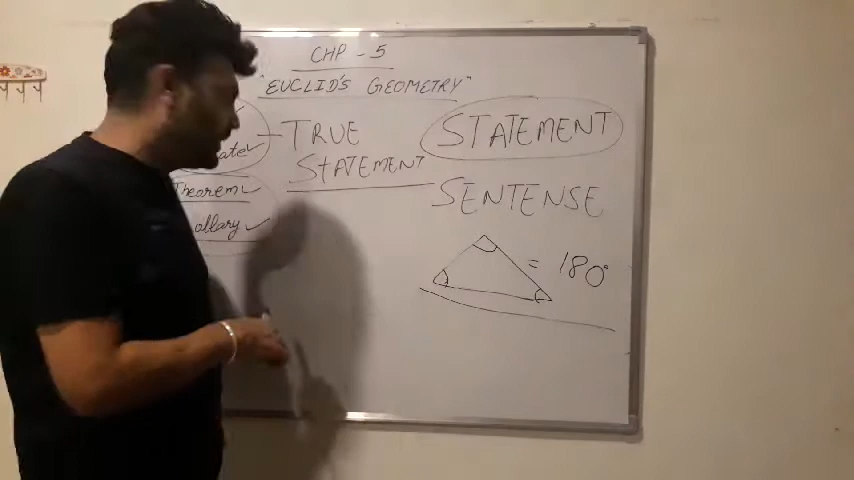 CHP - 5
"EUCLID'S GEOMETRY"
TRUE
STATEMENT
STATEMENT
SENTENSE
Theorem
= 180°